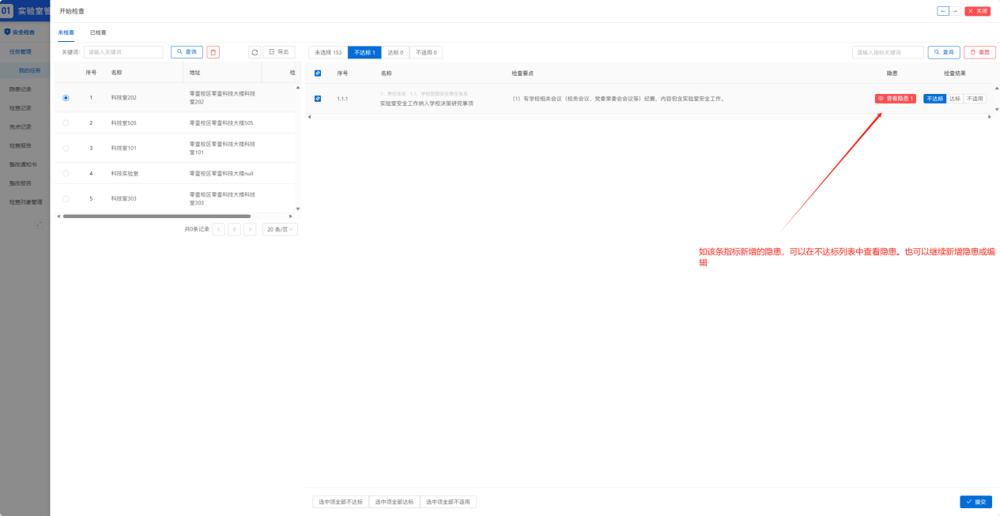 01 实验室管
开始检查
← → X 关闭
安全检查
任务管理
我的任务
隐患记录
检查记录
亮点记录
检查报告
整改通知书
整改报告
检查对象管理
未检查 已检查
关键词: 请输入关键词 查询 导出
序号 名称 地址 检
1 科技室202 零壹校区零壹科技大楼科技
室202
2 科技室505 零壹校区零壹科技大楼505
3 科技室101 零壹校区零壹科技大楼科技
室101
4 科技实验室 零壹校区零壹科技大楼null
5 科技室303 零壹校区零壹科技大楼科技
室303
共0条记录 < 0 > 20 条/页
未选择 153 不达标 1 达标 0 不适用 0 请输入指标关键词 查询 重置
序号 名称 检查要点 隐患 检查结果
1：责任体系 1.1：学校层面安全责任体系
1.1.1 实验室安全工作纳入学校决策研究事项 （1）有学校相关会议（校务会议、党委常委会会议等）纪要，内容包含实验室安全工作。 查看隐患 1 不达标 达标 不适用
如该条指标新增的隐患，可以在不达标列表中查看隐患。也可以继续新增隐患或编
辑
选中项全部不达标 选中项全部达标 选中项全部不适用 提交